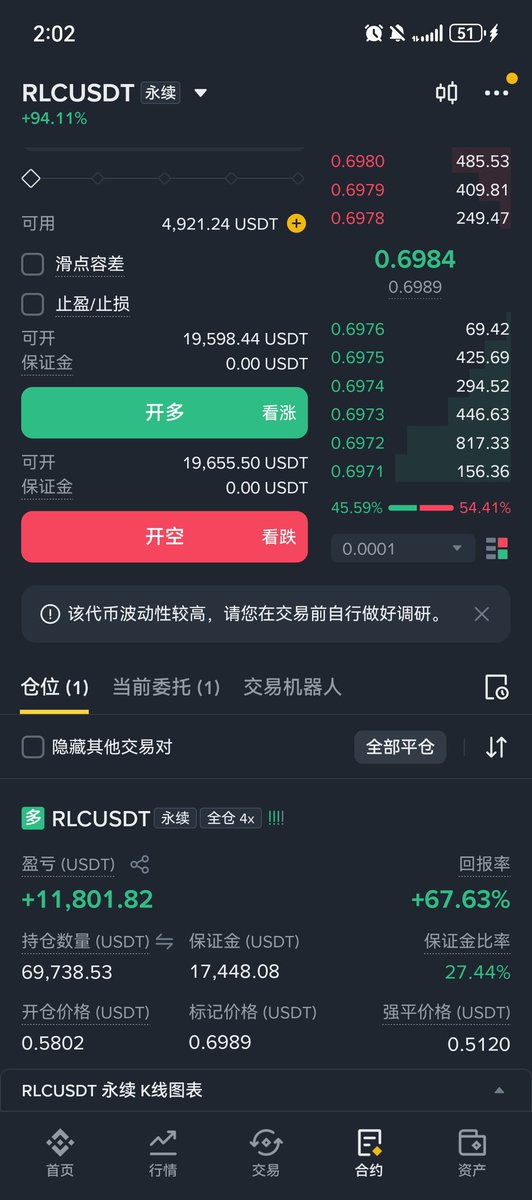 2:02
51
RLCUSDT 永续
+94.11%
可用 4,921.24 USDT
滑点容差
止盈/止损
可开 19,598.44 USDT
保证金 0.00 USDT
开多 看涨
可开 19,655.50 USDT
保证金 0.00 USDT
开空 看跌
0.6980 485.53
0.6979 409.81
0.6978 249.47
0.6984
0.6989
0.6976 69.42
0.6975 425.69
0.6974 294.52
0.6973 446.63
0.6972 817.33
0.6971 156.36
45.59% 54.41%
0.0001
该代币波动性较高，请您在交易前自行做好调研。
仓位 (1) 当前委托 (1) 交易机器人
隐藏其他交易对 全部平仓
多 RLCUSDT 永续 全仓 4x !!!!
盈亏 (USDT) 回报率
+11,801.82 +67.63%
持仓数量 (USDT) 保证金 (USDT) 保证金比率
69,738.53 17,448.08 27.44%
开仓价格 (USDT) 标记价格 (USDT) 强平价格 (USDT)
0.5802 0.6989 0.5120
RLCUSDT 永续 K线图表
首页 行情 交易 合约 资产